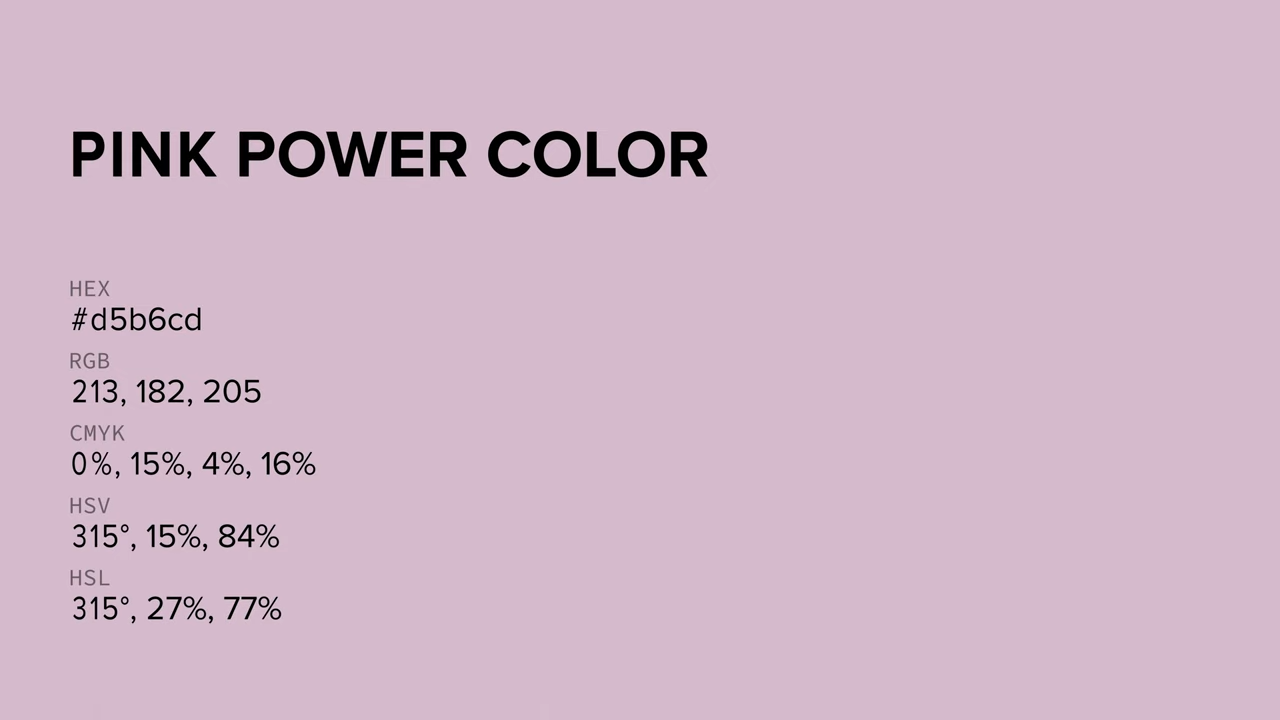 PINK POWER COLOR
HEX
#d5b6cd
RGB
213, 182, 205
CMYK
0%, 15%, 4%, 16%
HSV
315°, 15%, 84%
HSL
315°, 27%, 77%